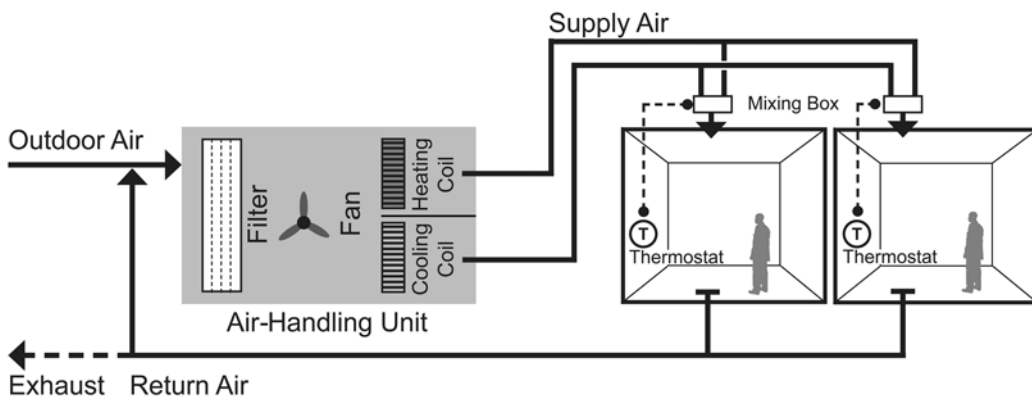 Supply Air
Mixing Box
Outdoor Air
Filter
Fan
Heating
Coil
Cooling
Coil
T
Thermostat
T
Thermostat
Air-Handling Unit
Exhaust
Return Air